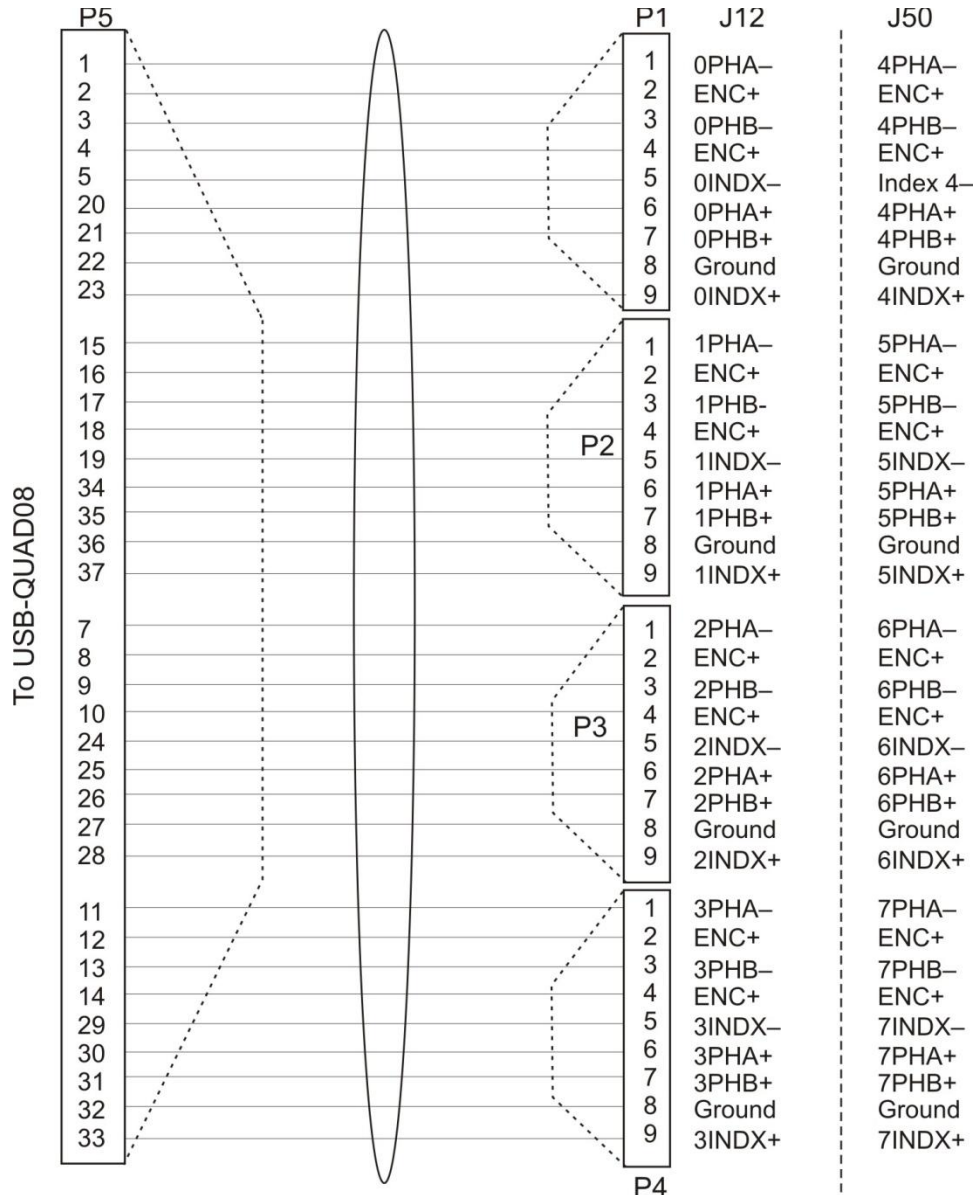 P5 P1 J12 J50
1 1 0PHA– 4PHA–
2 2 ENC+ ENC+
3 3 0PHB– 4PHB–
4 4 ENC+ ENC+
5 5 0INDX– Index 4–
20 6 0PHA+ 4PHA+
21 7 0PHB+ 4PHB+
22 8 Ground Ground
23 9 0INDX+ 4INDX+
15 1 1PHA– 5PHA–
16 2 ENC+ ENC+
17 3 1PHB- 5PHB–
18 4 ENC+ ENC+
P2
19 5 1INDX– 5INDX–
34 6 1PHA+ 5PHA+
35 7 1PHB+ 5PHB+
36 8 Ground Ground
37 9 1INDX+ 5INDX+
To USB-QUAD08
7 1 2PHA– 6PHA–
8 2 ENC+ ENC+
9 3 2PHB– 6PHB–
10 4 ENC+ ENC+
P3
24 5 2INDX– 6INDX–
25 6 2PHA+ 6PHA+
26 7 2PHB+ 6PHB+
27 8 Ground Ground
28 9 2INDX+ 6INDX+
11 1 3PHA– 7PHA–
12 2 ENC+ ENC+
13 3 3PHB– 7PHB–
14 4 ENC+ ENC+
29 5 3INDX– 7INDX–
30 6 3PHA+ 7PHA+
31 7 3PHB+ 7PHB+
32 8 Ground Ground
33 9 3INDX+ 7INDX+
P4